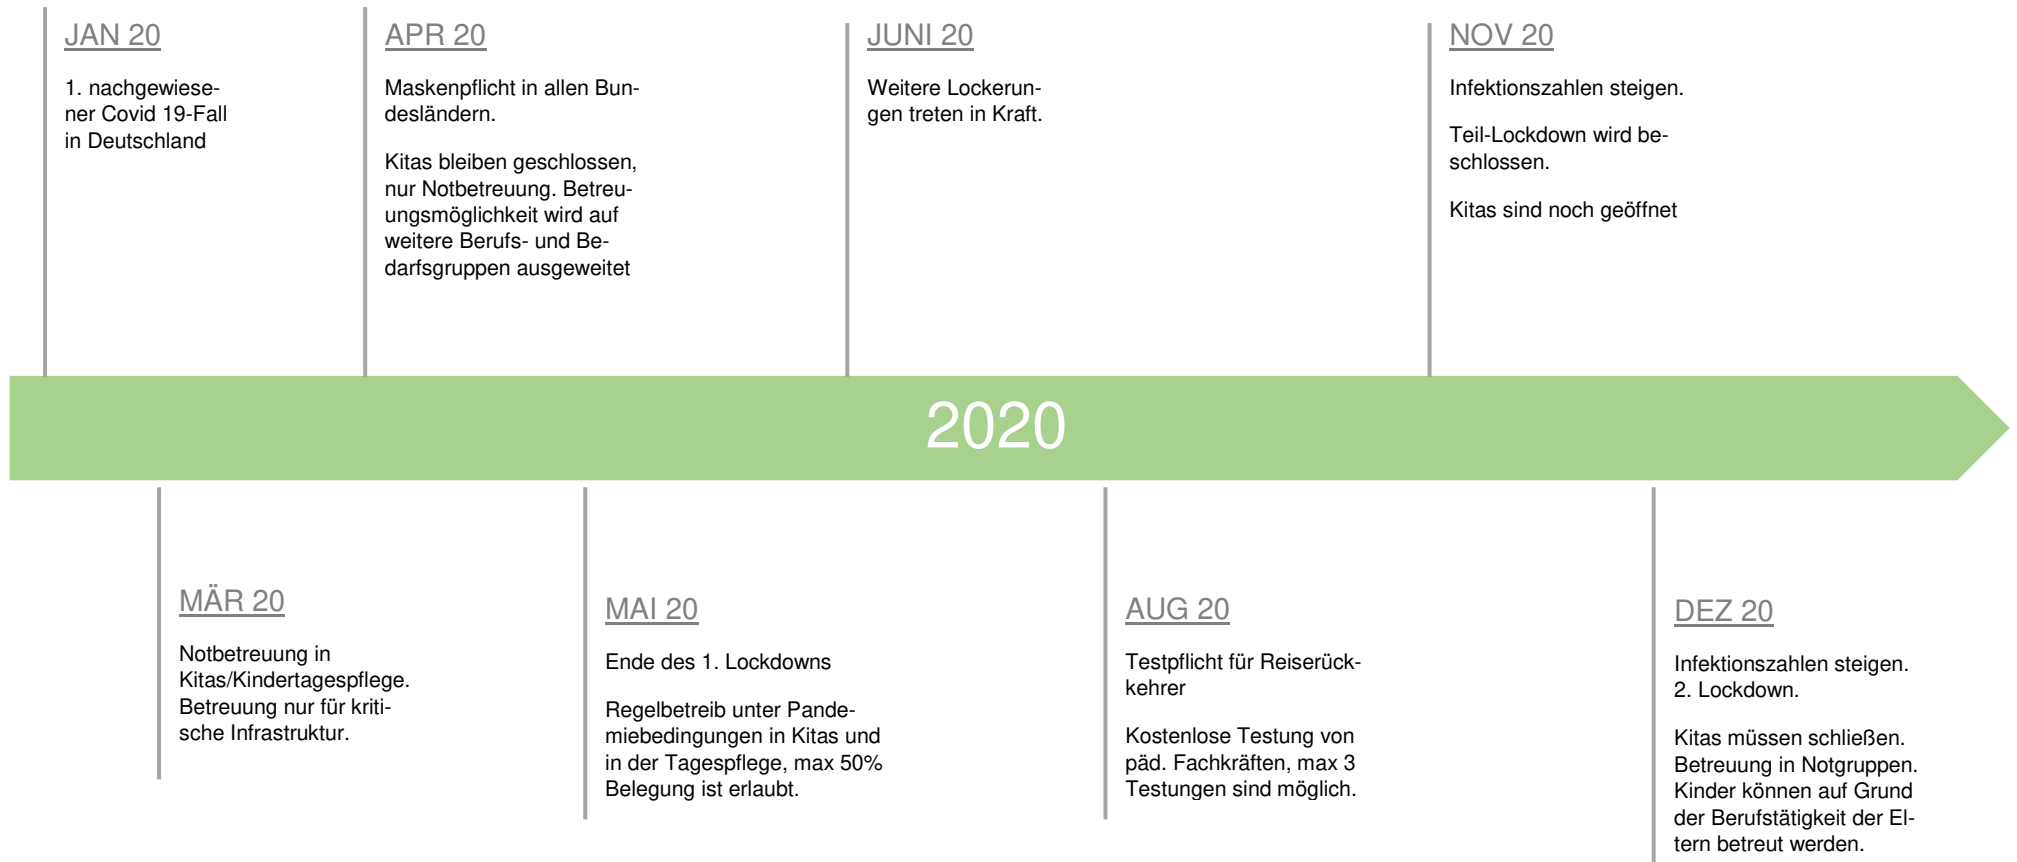 JAN 20
1. nachgewiese-
ner Covid 19-Fall
in Deutschland
APR 20
Maskenpflicht in allen Bun-
desländern.
Kitas bleiben geschlossen,
nur Notbetreuung. Betreu-
ungsmöglichkeit wird auf
weitere Berufs- und Be-
darfsgruppen ausgeweitet
JUNI 20
Weitere Lockerun-
gen treten in Kraft.
NOV 20
Infektionszahlen steigen.
Teil-Lockdown wird be-
schlossen.
Kitas sind noch geöffnet
2020
MÄR 20
Notbetreuung in
Kitas/Kindertagespflege.
Betreuung nur für kriti-
sche Infrastruktur.
MAI 20
Ende des 1. Lockdowns
Regelbetreib unter Pande-
miebedingungen in Kitas und
in der Tagespflege, max 50%
Belegung ist erlaubt.
AUG 20
Testpflicht für Reiserück-
kehrer
Kostenlose Testung von
päd. Fachkräften, max 3
Testungen sind möglich.
DEZ 20
Infektionszahlen steigen.
2. Lockdown.
Kitas müssen schließen.
Betreuung in Notgruppen.
Kinder können auf Grund
der Berufstätigkeit der El-
tern betreut werden.